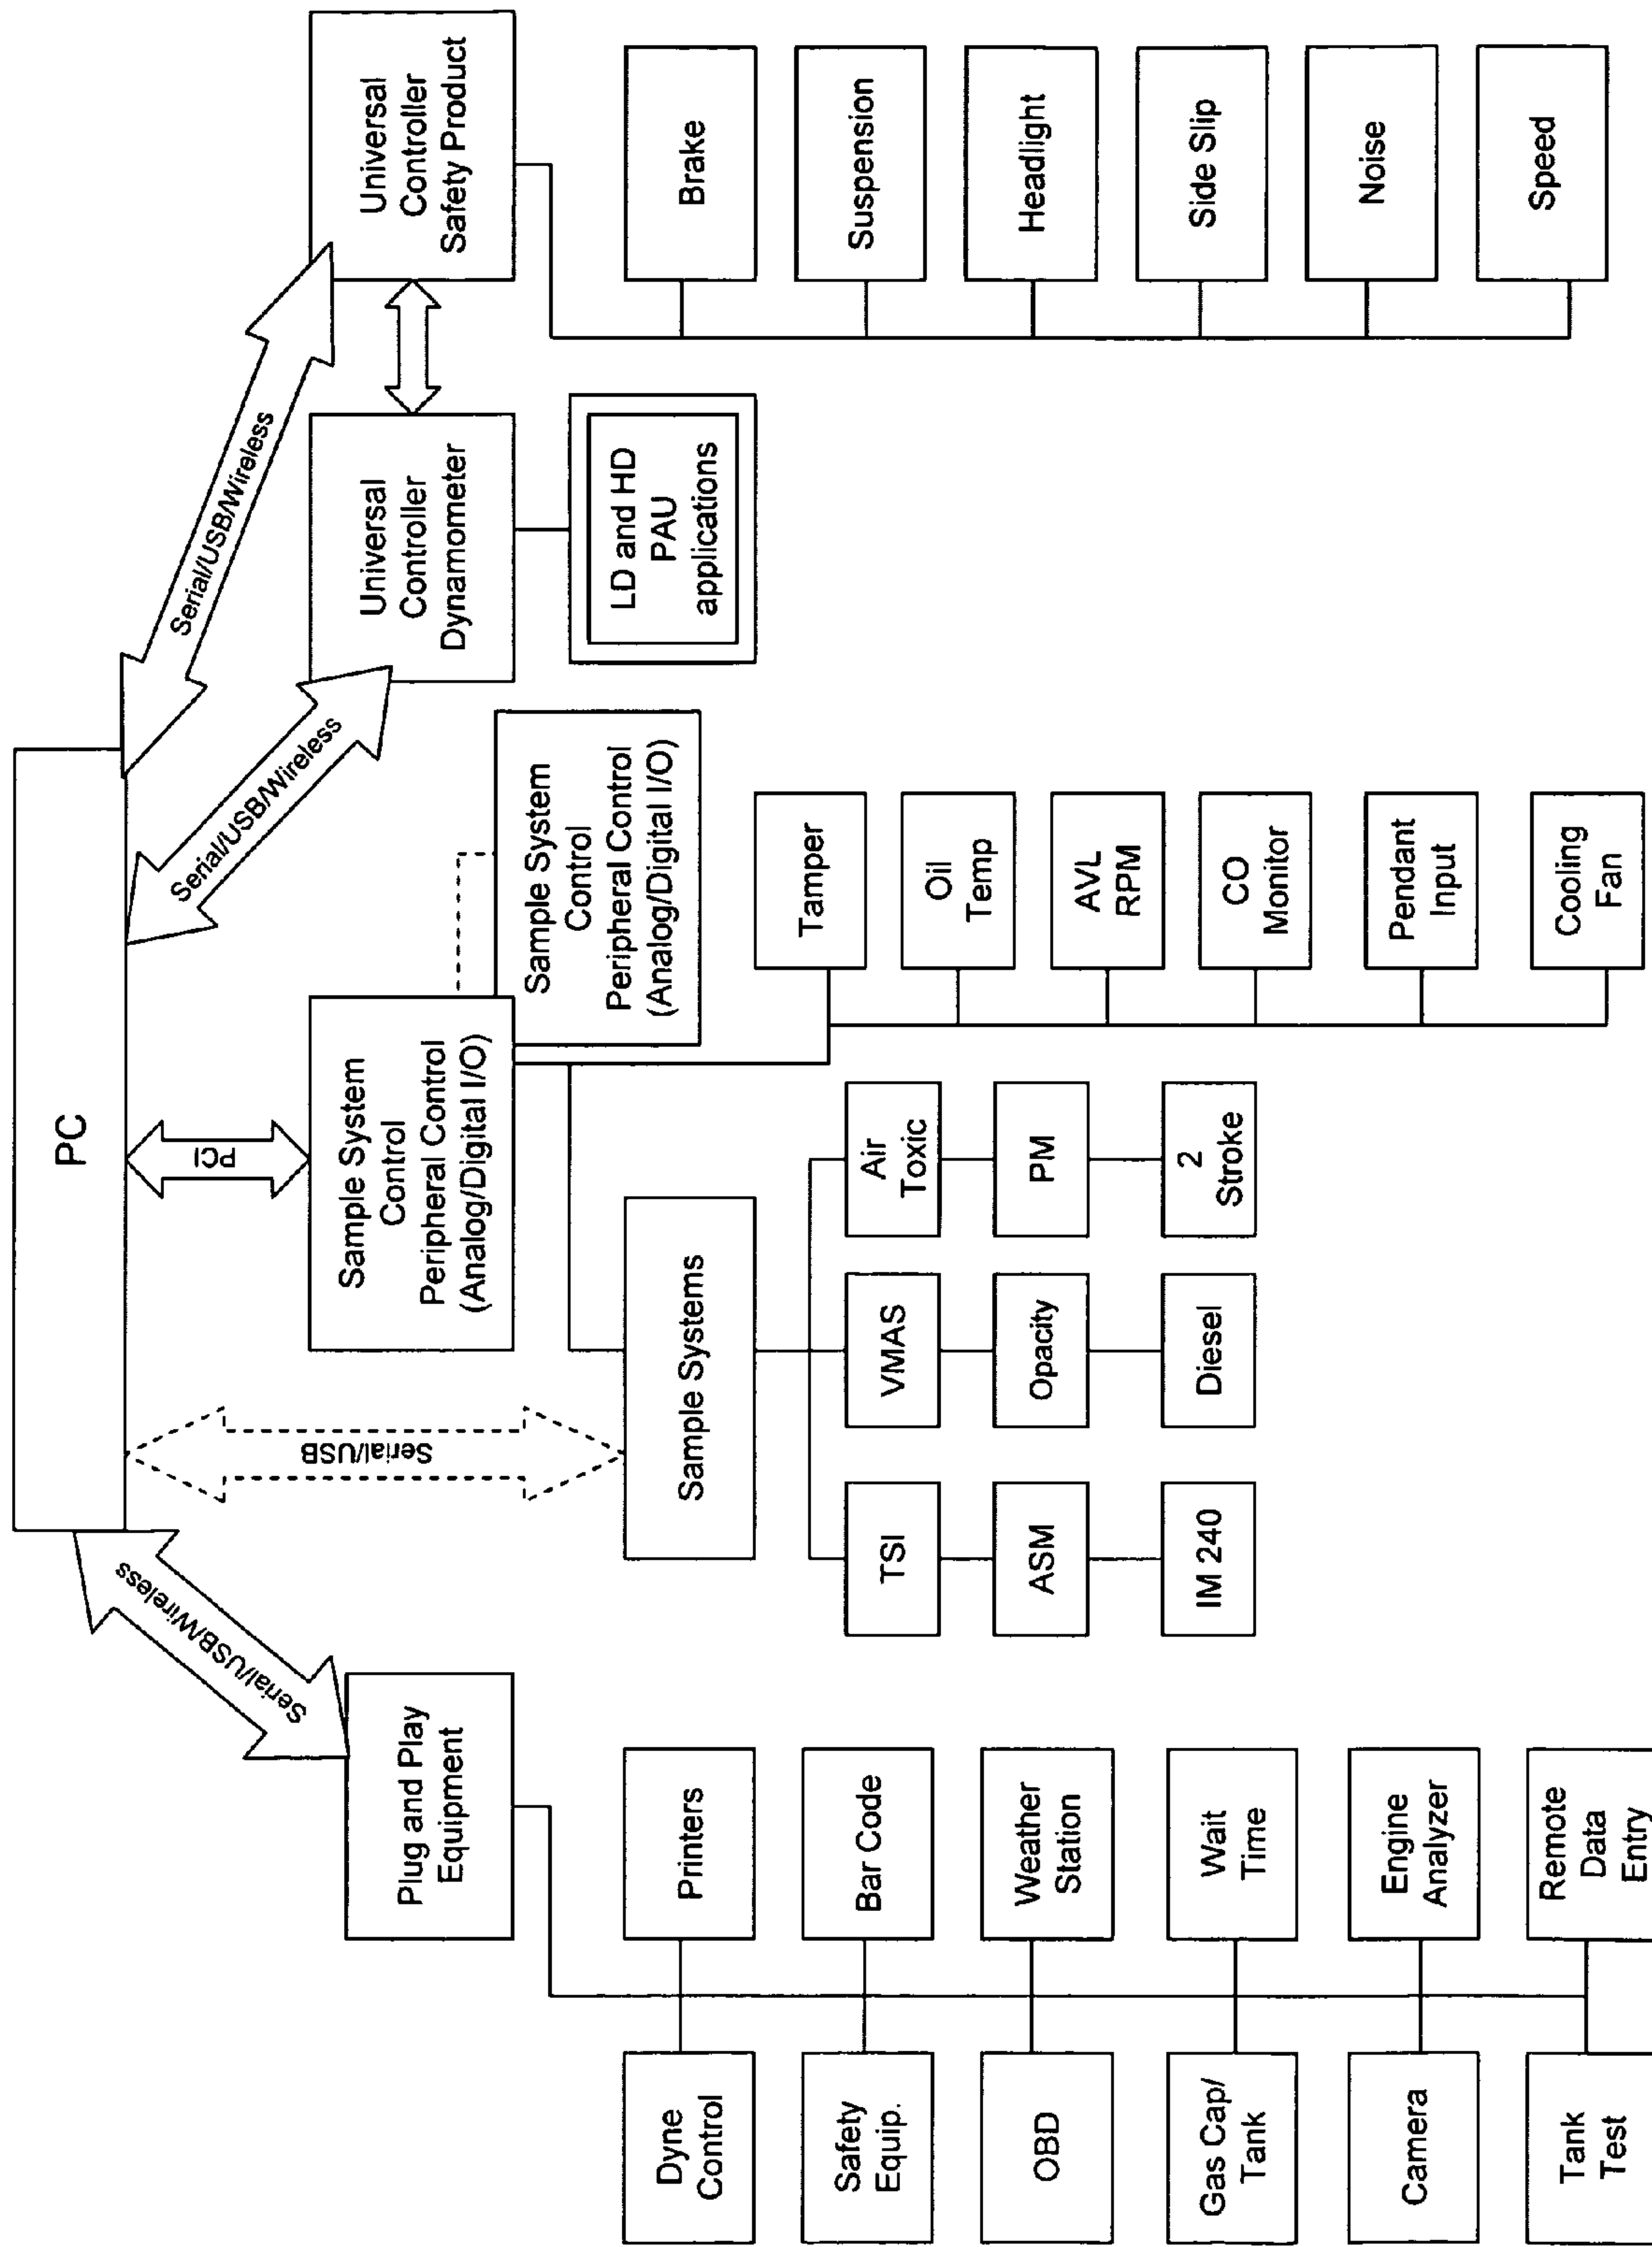 PC
Serial/USB/Wireless
Serial/USB
PCI
Serial/USB/Wireless
Serial/USB/Wireless
Plug and Play
Equipment
Sample System
Control
Peripheral Control
(Analog/Digital I/O)
Sample System
Control
Peripheral Control
(Analog/Digital I/O)
Universal
Controller
Dynamometer
Universal
Controller
Safety Product
Dyne
Control
Printers
Safety
Equip.
Bar Code
OBD
Weather
Station
Gas Cap/
Tank
Wait
Time
Camera
Engine
Analyzer
Tank
Test
Remote
Data
Entry
Sample Systems
TSI
VMAS
Air
Toxic
ASM
Opacity
PM
IM 240
Diesel
2
Stroke
Tamper
Oil
Temp
AVL
RPM
CO
Monitor
Pendant
Input
Cooling
Fan
LD and HD
PAU
applications
Brake
Suspension
Headlight
Side Slip
Noise
Speed